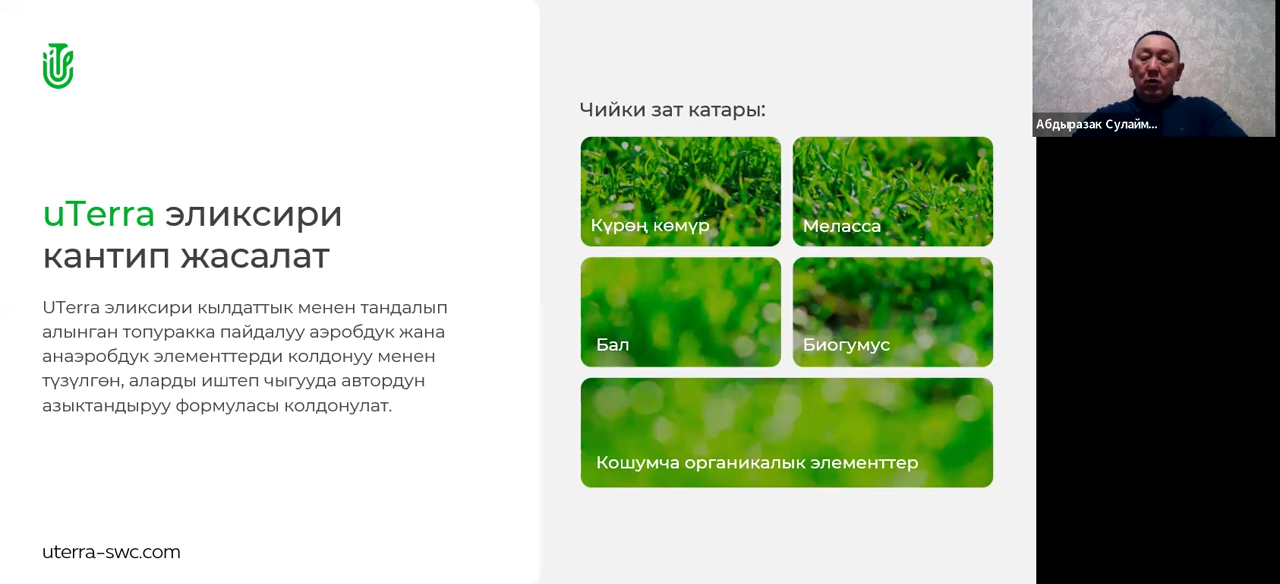 uTerra эликсири
кантип жасалат
UTerra эликсири кылдаттык менен тандалып
алынган топуракка пайдалуу аэробдук жана
анаэробдук элементтерди колдонуу менен
түзүлгөн, аларды иштеп чыгууда автордун
азыктандыруу формуласы колдонулат.
uterra-swc.com
Чийки зат катары:
Күрөң көмүр
Меласса
Бал
Биогумус
Кошумча органикалык элементтер
Абдыразак Сулайм...